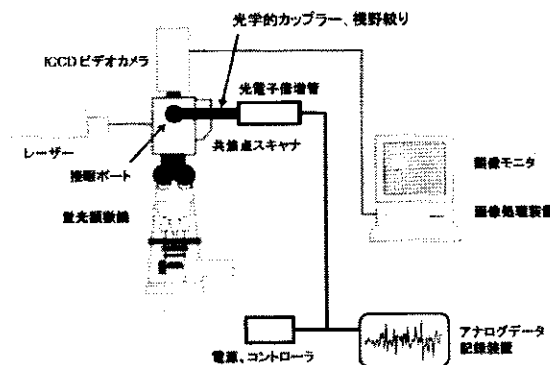 光学的カップラー、視野絞り
ICCDビデオカメラ
光電子倍増管
レーザー
共焦点スキャナ
接眼ポート
画像モニタ
蛍光顕微鏡
画像処理装置
アナログデータ
記録装置
電源、コントローラ